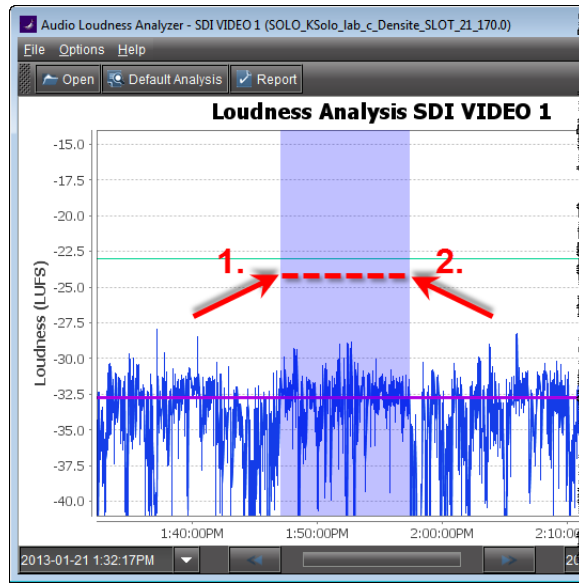 Audio Loudness Analyzer - SDI VIDEO 1 (SOLO_KSolo_lab_c_Densite_SLOT_21_170.0)
File Options Help
Open Default Analysis Report
Loudness Analysis SDI VIDEO 1
-15.0
-17.5
-20.0
-22.5
1. 2.
-25.0
-27.5
-30.0
-32.5
-35.0
-37.5
-40.0
Loudness (LUFS)
1:40:00PM 1:50:00PM 2:00:00PM 2:10:0
2013-01-21 1:32:17PM 20